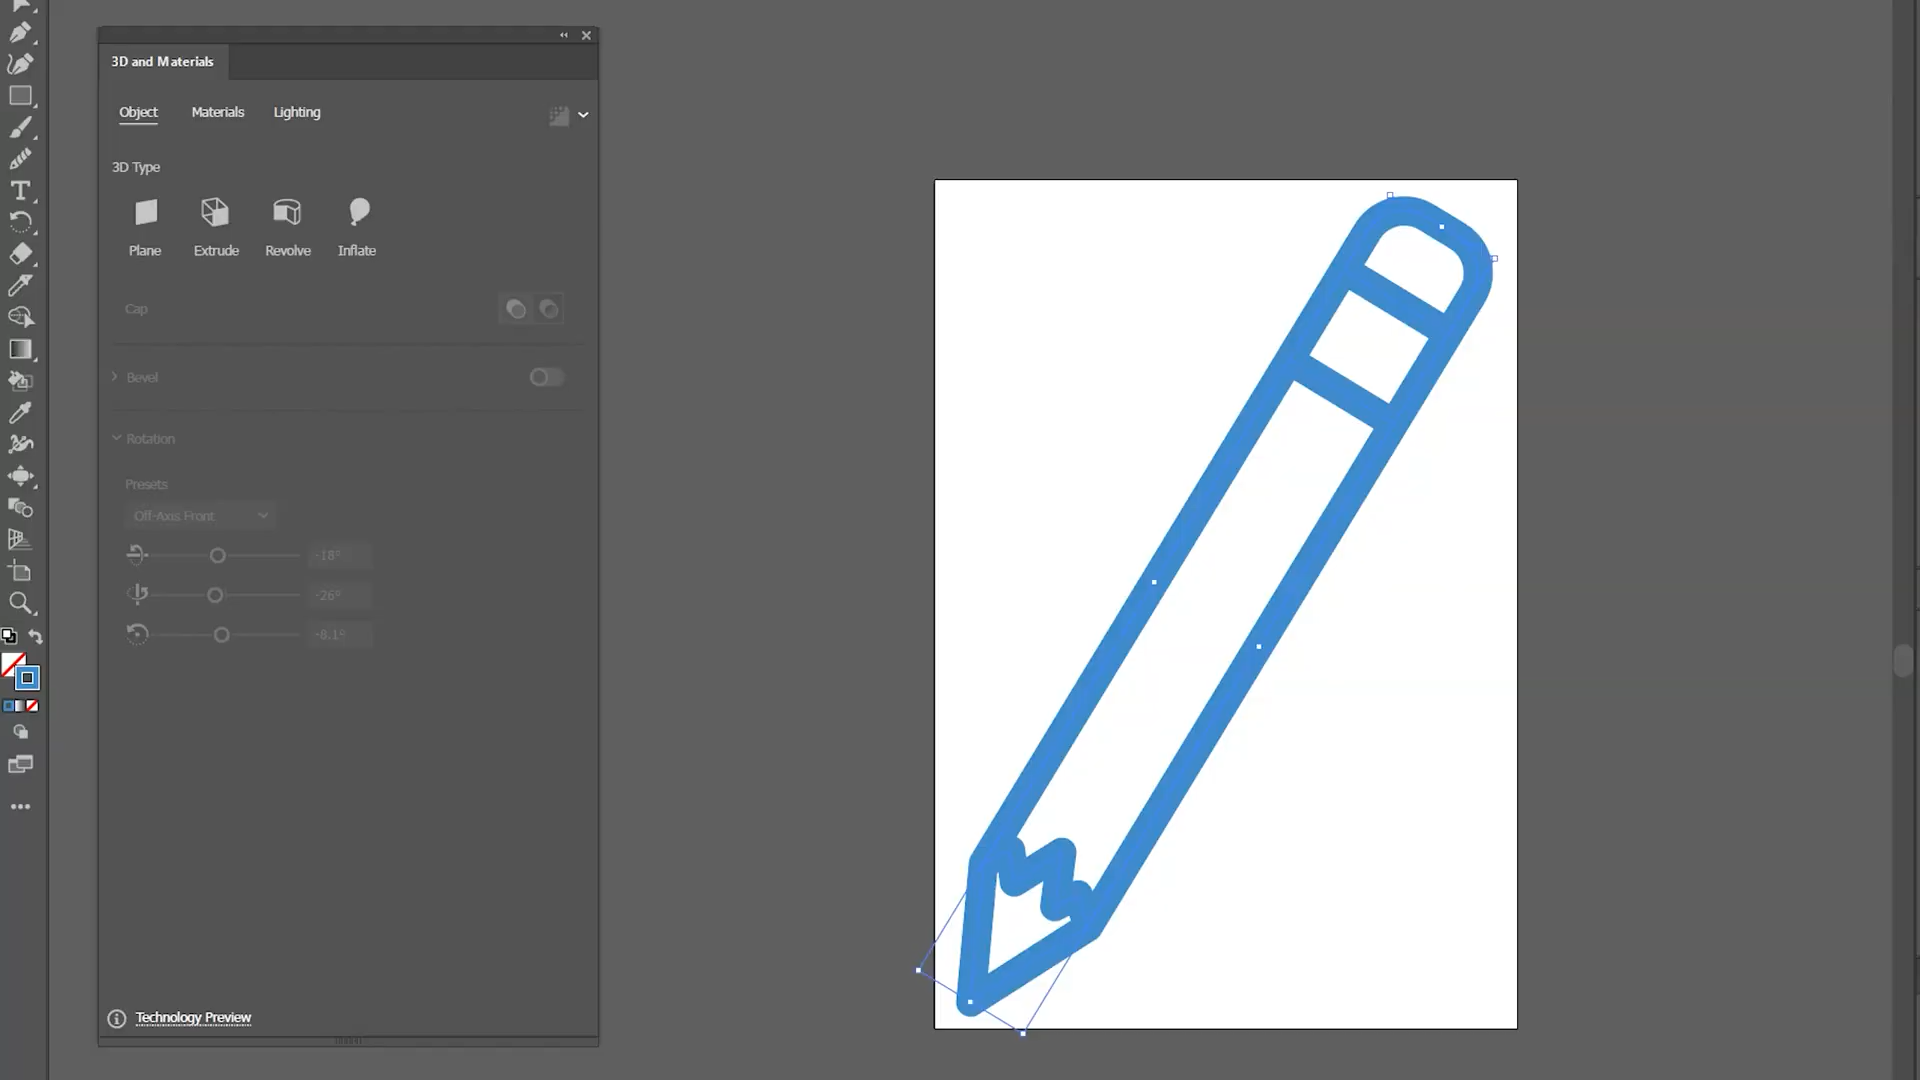 3D and Materials
Object Materials Lighting
3D Type
Plane Extrude Revolve Inflate
Cap
Bevel
Rotation
Presets
Off-Axis Front
-18°
-26°
-8.1°
Technology Preview